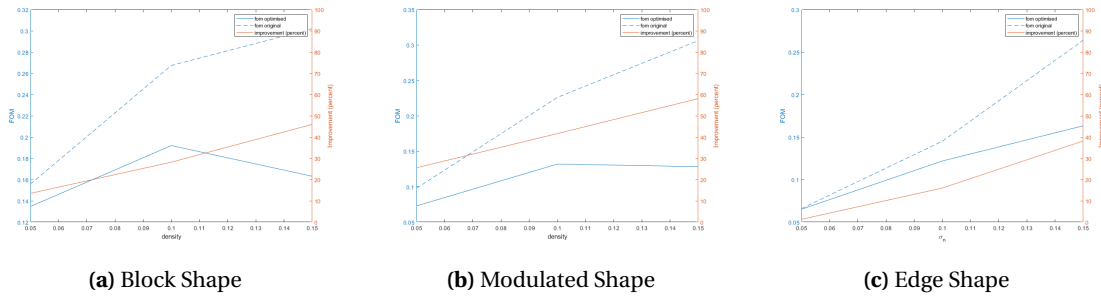 fom optimised
fom original
improvement (percent)
0.32
0.3
0.28
0.26
0.24
0.22
0.2
0.18
0.16
0.14
0.12
FOM
100
90
80
70
60
50
40
30
20
10
0
Improvement (percent)
0.05 0.06 0.07 0.08 0.09 0.1 0.11 0.12 0.13 0.14 0.15
density
(a) Block Shape
fom optimised
fom original
improvement (percent)
0.35
0.3
0.25
0.2
0.15
0.1
0.05
FOM
100
90
80
70
60
50
40
30
20
10
0
Improvement (percent)
0.05 0.06 0.07 0.08 0.09 0.1 0.11 0.12 0.13 0.14 0.15
density
(b) Modulated Shape
fom optimised
fom original
improvement (percent)
0.3
0.25
0.2
0.15
0.1
0.05
FOM
100
90
80
70
60
50
40
30
20
10
0
0.05 0.06 0.07 0.08 0.09 0.1 0.11 0.12 0.13 0.14 0.15
σn
(c) Edge Shape